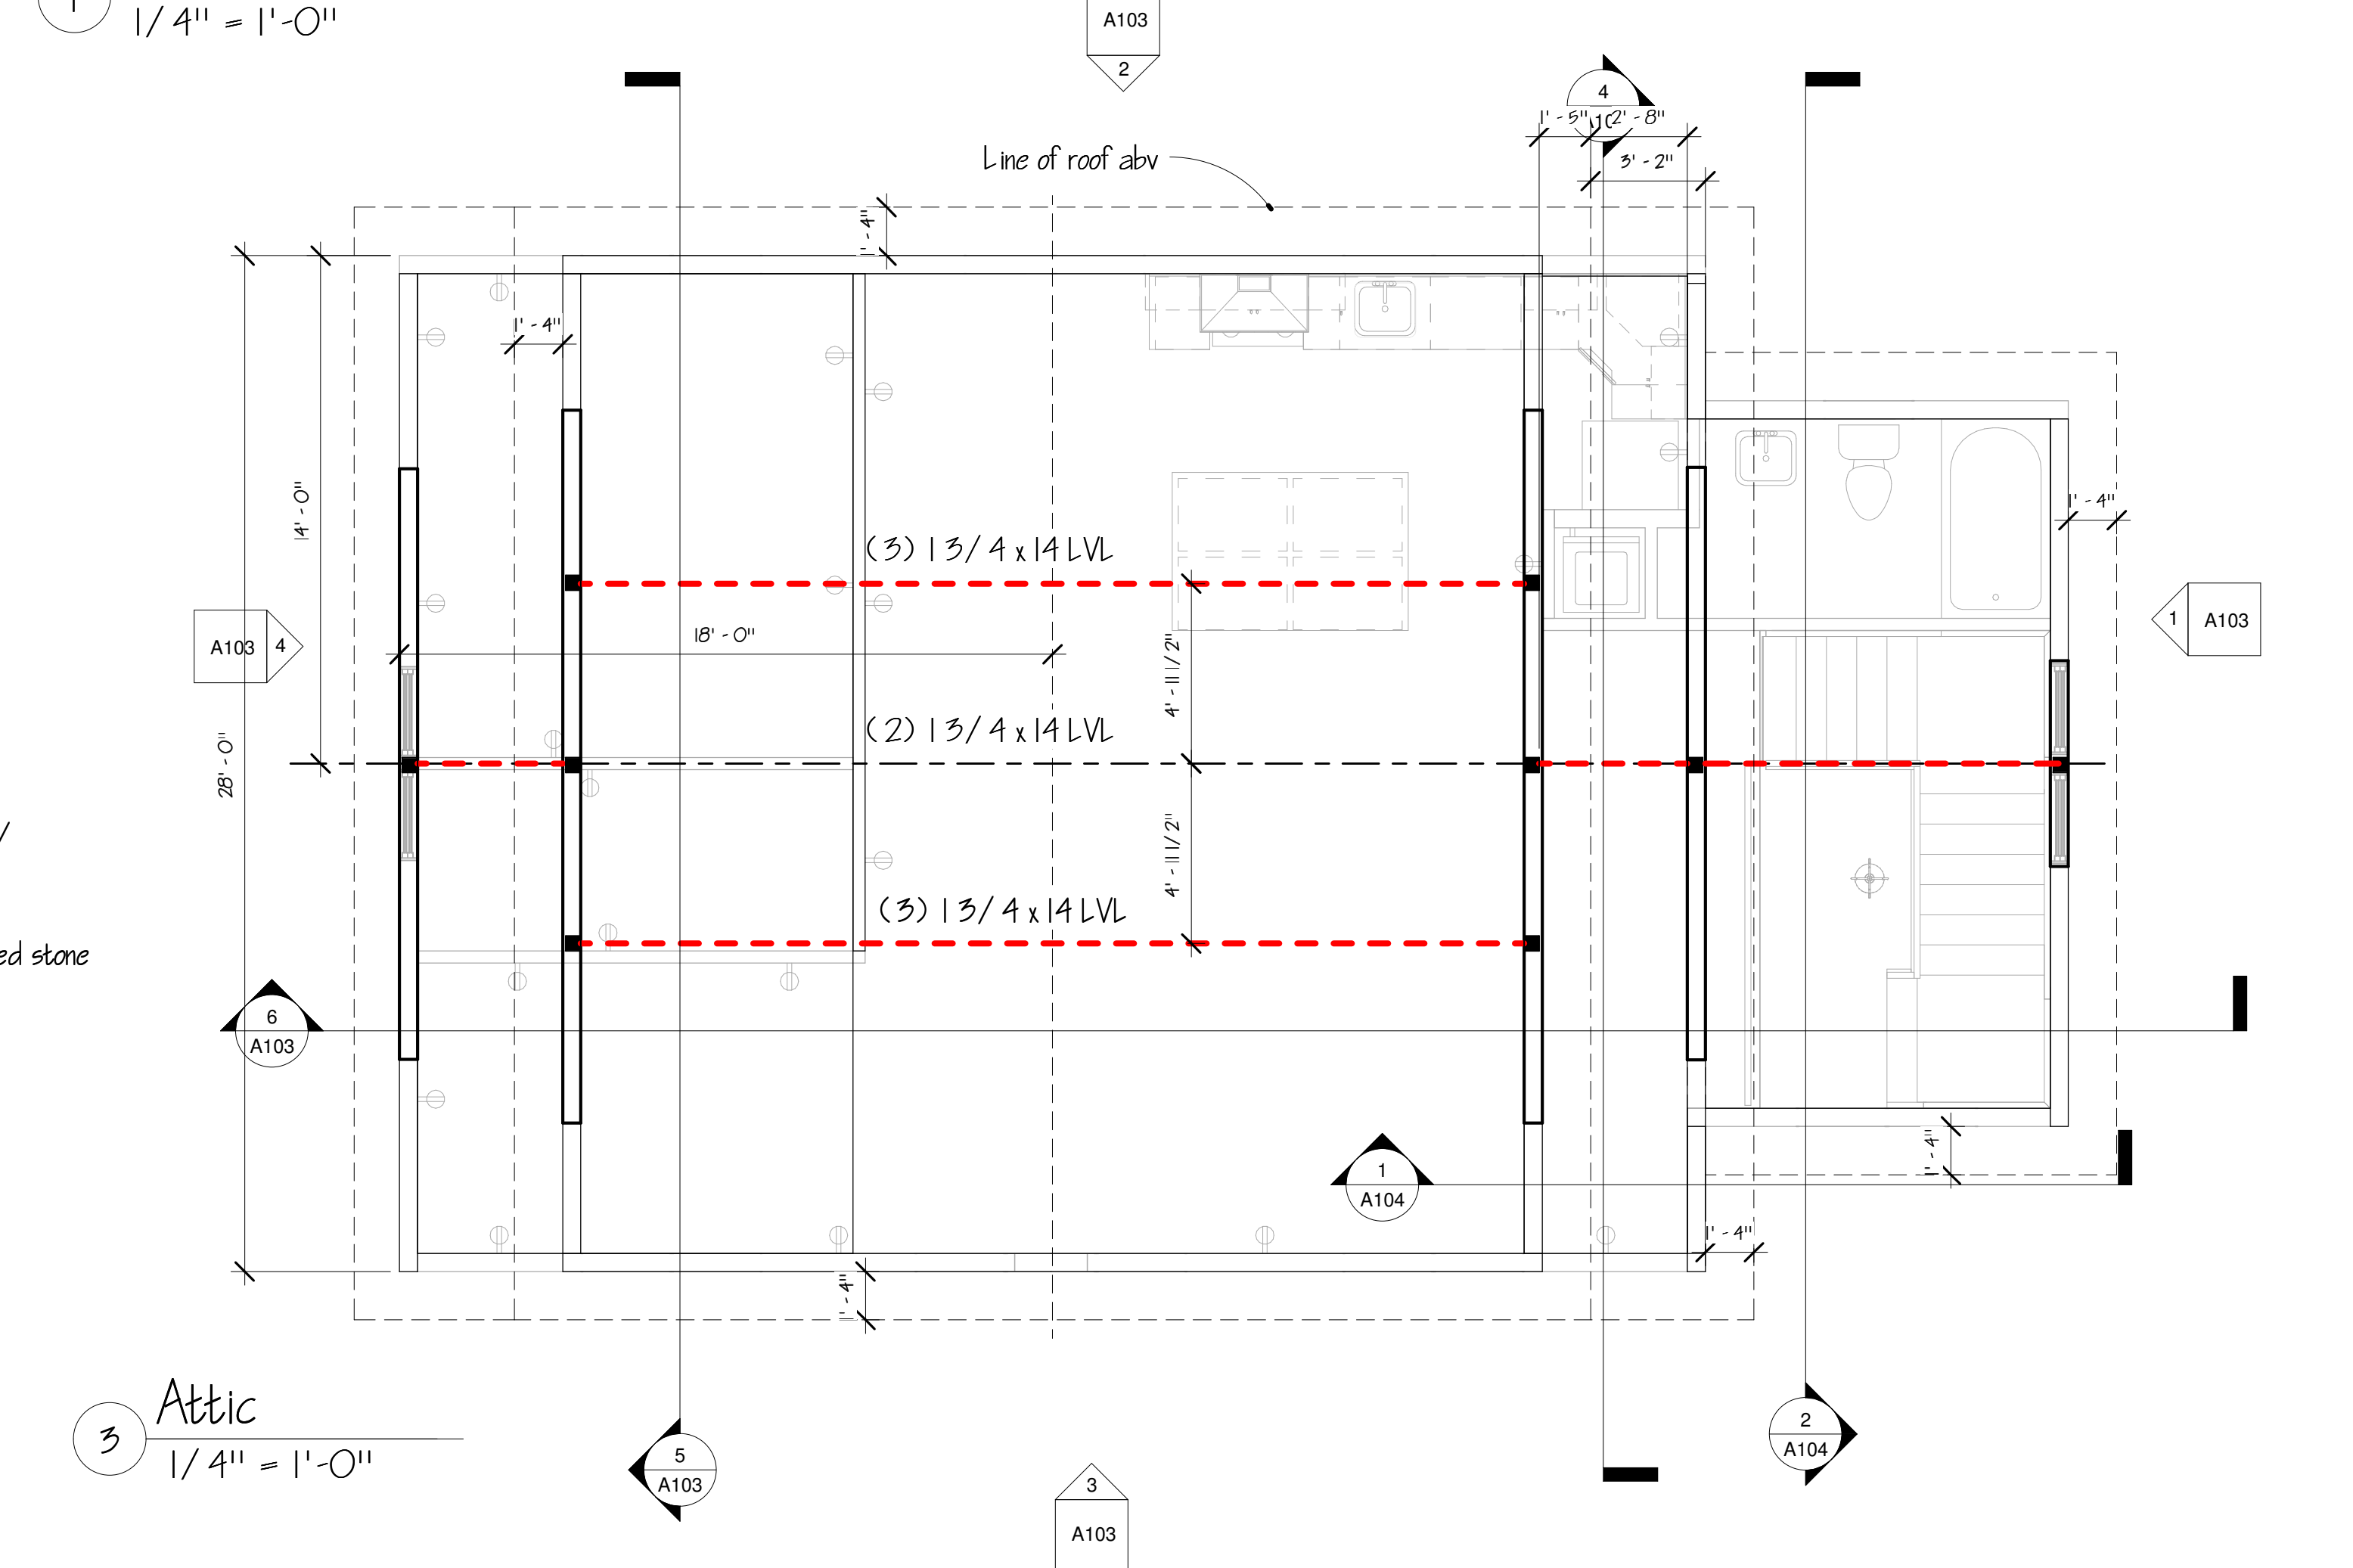 1/4" = 1'-0"
A103
2
4
1' - 5"
2' - 8"
3' - 2"
Line of roof abv
1' - 4"
1' - 4"
14' - 0"
28' - 0"
1' - 4"
(3) 1 3/4 x 14 LVL
18' - 0"
4' - 11 1/2"
A103
4
1
A103
(2) 1 3/4 x 14 LVL
4' - 11 1/2"
(3) 1 3/4 x 14 LVL
ed stone
6
A103
1
A104
1' - 4"
1' - 4"
1' - 4"
3
Attic
1/4" = 1'-0"
5
A103
2
A104
3
A103